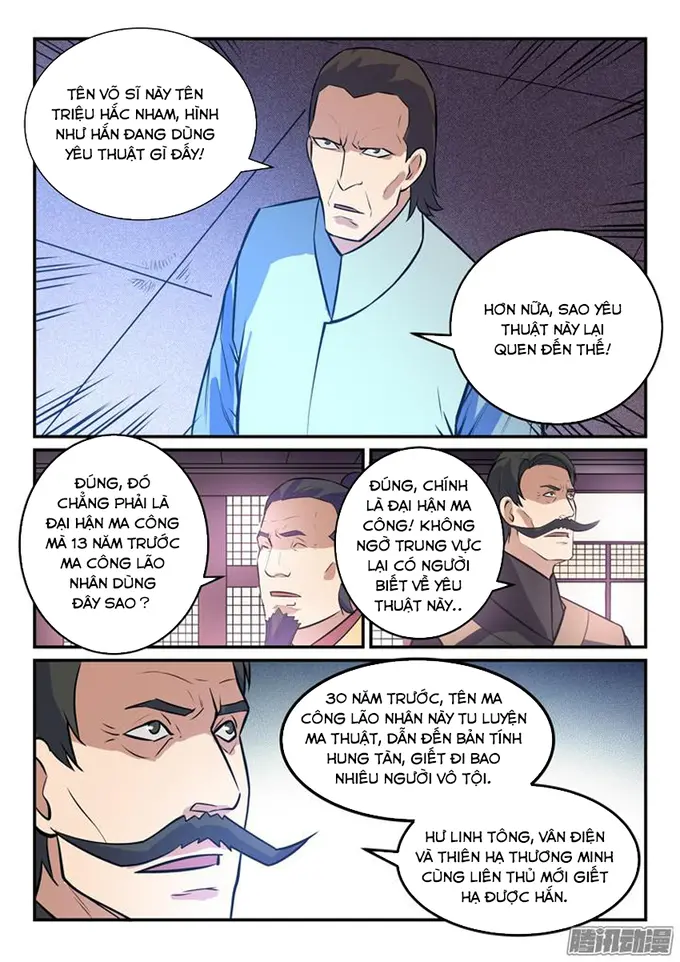 TÊN VÕ SĨ NÀY TÊN
TRIỆU HẮC NHAM, HÌNH
NHƯ HẮN ĐANG DÙNG
YÊU THUẬT GÌ ĐẤY!
HƠN NỮA, SAO YÊU
THUẬT NÀY LẠI
QUEN ĐẾN THẾ!
ĐÚNG, ĐÓ
CHẲNG PHẢI LÀ
ĐẠI HẬN MA CÔNG
MÀ 13 NĂM TRƯỚC
MA CÔNG LÃO
NHÂN DÙNG
ĐÂY SAO?
ĐÚNG, CHÍNH
LÀ ĐẠI HẬN MA
CÔNG! KHÔNG
NGỜ TRUNG VỰC
LẠI CÓ NGƯỜI
BIẾT VỀ YÊU
THUẬT NÀY..
30 NĂM TRƯỚC, TÊN MA
CÔNG LÃO NHÂN NÀY TU LUYỆN
MA THUẬT, DẪN ĐẾN BẢN TÍNH
HUNG TÀN, GIẾT ĐI BAO
NHIÊU NGƯỜI VÔ TỘI.
HƯ LINH TÔNG, VÂN ĐIỆN
VÀ THIÊN HẠ THƯƠNG MINH
CÙNG LIÊN THỦ MỚI GIẾT
HẠ ĐƯỢC HẮN.
腾讯动漫